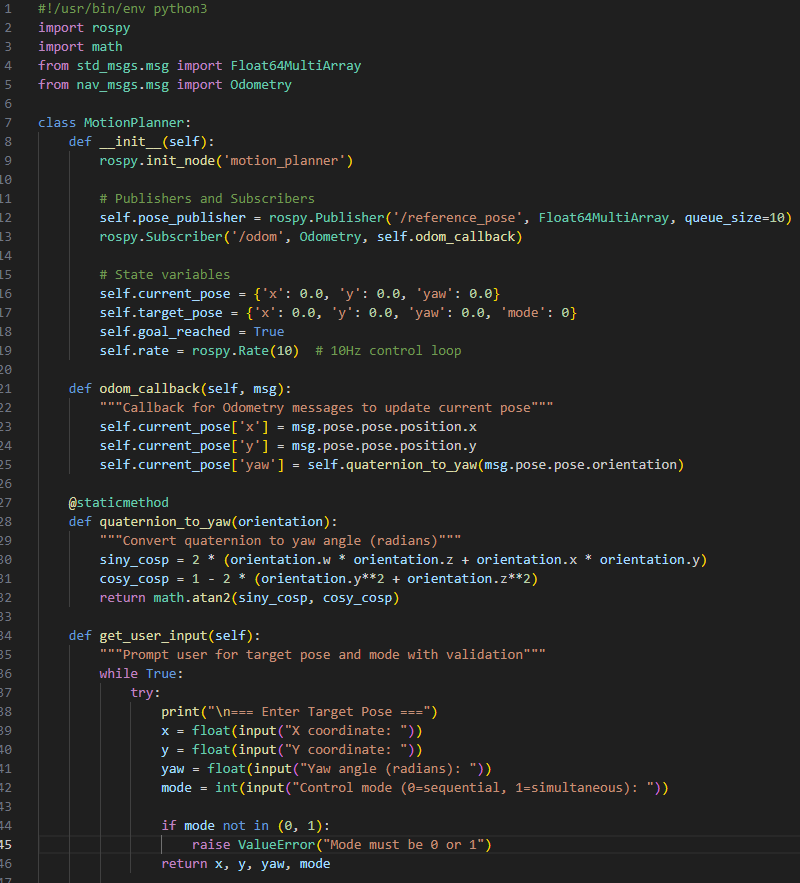 1 #!/usr/bin/env python3
2 import rospy
3 import math
4 from std_msgs.msg import Float64MultiArray
5 from nav_msgs.msg import Odometry
6
7 class MotionPlanner:
8     def __init__(self):
9         rospy.init_node('motion_planner')
10
11         # Publishers and Subscribers
12         self.pose_publisher = rospy.Publisher('/reference_pose', Float64MultiArray, queue_size=10)
13         rospy.Subscriber('/odom', Odometry, self.odom_callback)
14
15         # State variables
16         self.current_pose = {'x': 0.0, 'y': 0.0, 'yaw': 0.0}
17         self.target_pose = {'x': 0.0, 'y': 0.0, 'yaw': 0.0, 'mode': 0}
18         self.goal_reached = True
19         self.rate = rospy.Rate(10)  # 10Hz control loop
20
21     def odom_callback(self, msg):
22         """Callback for Odometry messages to update current pose"""
23         self.current_pose['x'] = msg.pose.pose.position.x
24         self.current_pose['y'] = msg.pose.pose.position.y
25         self.current_pose['yaw'] = self.quaternion_to_yaw(msg.pose.pose.orientation)
26
27     @staticmethod
28     def quaternion_to_yaw(orientation):
29         """Convert quaternion to yaw angle (radians)"""
30         siny_cosp = 2 * (orientation.w * orientation.z + orientation.x * orientation.y)
31         cosy_cosp = 1 - 2 * (orientation.y**2 + orientation.z**2)
32         return math.atan2(siny_cosp, cosy_cosp)
33
34     def get_user_input(self):
35         """Prompt user for target pose and mode with validation"""
36         while True:
37             try:
38                 print("\n=== Enter Target Pose ===")
39                 x = float(input("X coordinate: "))
40                 y = float(input("Y coordinate: "))
41                 yaw = float(input("Yaw angle (radians): "))
42                 mode = int(input("Control mode (0=sequential, 1=simultaneous): "))
43
44                 if mode not in (0, 1):
45                     raise ValueError("Mode must be 0 or 1")
46                 return x, y, yaw, mode
47